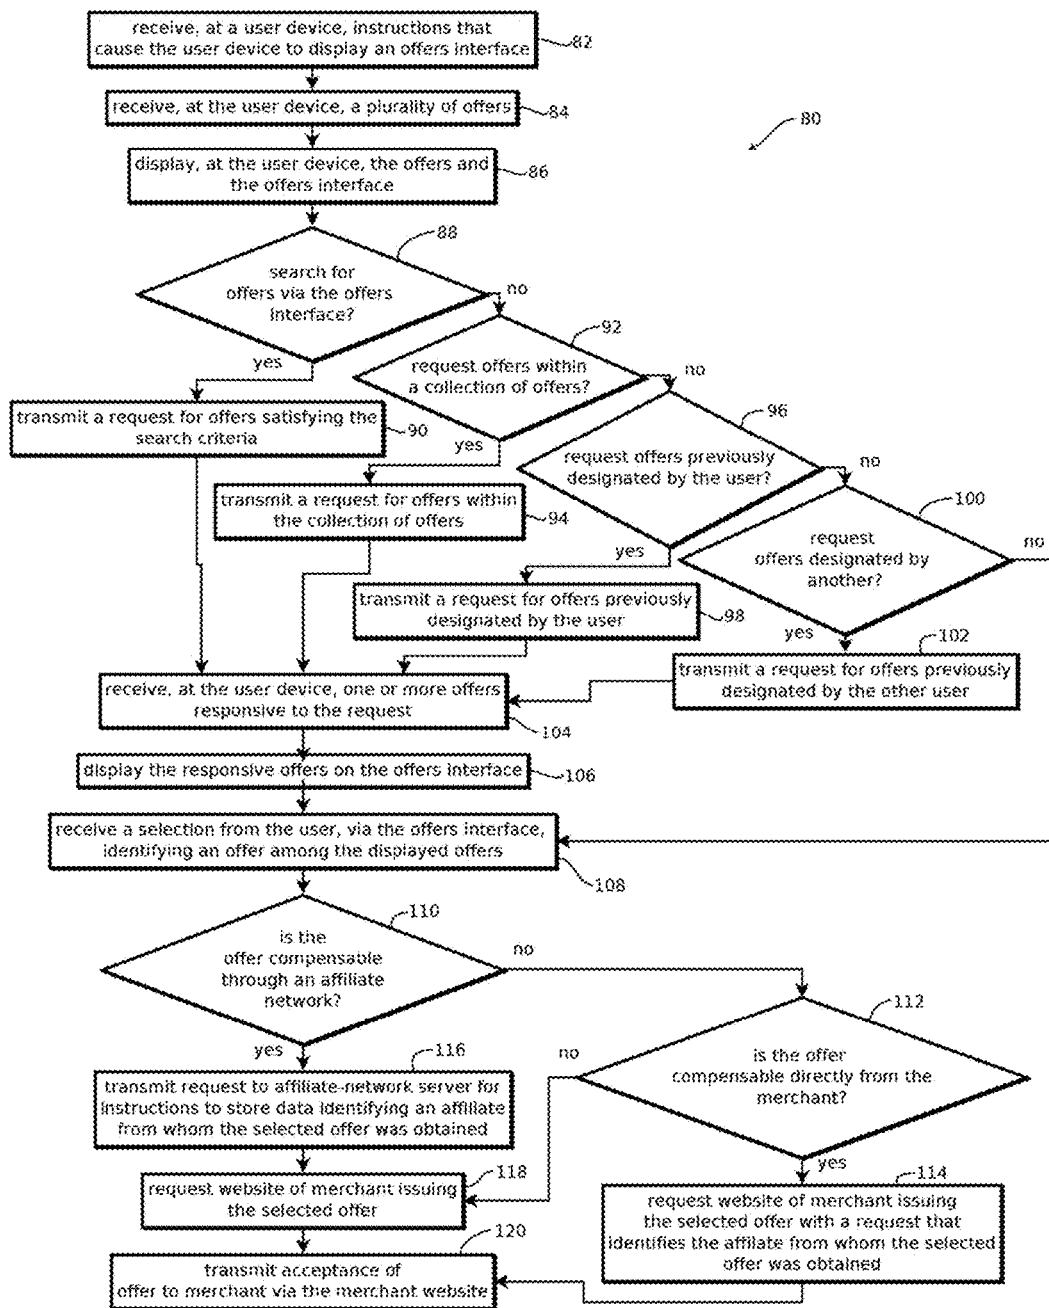 receive, at a user device, instructions that
cause the user device to display an offers interface
82
receive, at the user device, a plurality of offers
84
80
display, at the user device, the offers and
the offers interface
86
88
search for
offers via the offers
interface?
no
yes
92
request offers within
a collection of offers?
no
yes
transmit a request for offers satisfying the
search criteria
90
96
request offers previously
designated by the user?
no
yes
transmit a request for offers within
the collection of offers
94
100
request
offers designated by
another?
no
yes
transmit a request for offers previously
designated by the user
98
102
transmit a request for offers previously
designated by the other user
receive, at the user device, one or more offers
responsive to the request
104
display the responsive offers on the offers interface
106
receive a selection from the user, via the offers interface,
identifying an offer among the displayed offers
108
110
is the
offer compensable
through an affiliate
network?
no
yes
112
is the offer
compensable directly from the
merchant?
no
yes
116
transmit request to affiliate-network server for
instructions to store data identifying an affiliate
from whom the selected offer was obtained
118
request website of merchant issuing
the selected offer
114
request website of merchant issuing
the selected offer with a request that
identifies the affilate from whom the selected
offer was obtained
120
transmit acceptance of
offer to merchant via the merchant website